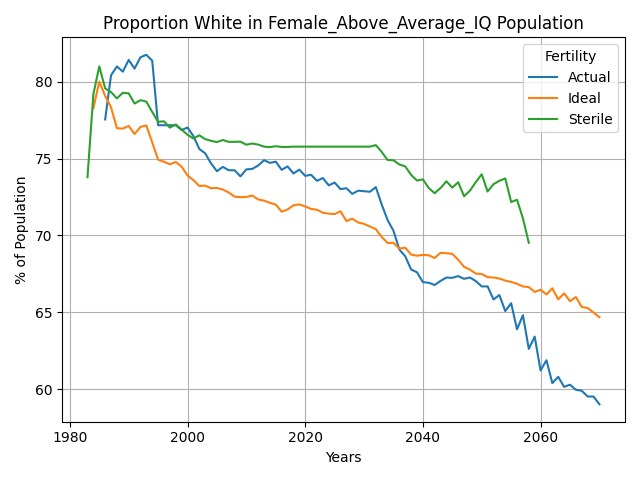 Proportion White in Female_Above_Average_IQ Population
Fertility
Actual
Ideal
Sterile
% of Population
80
75
70
65
60
1980
2000
2020
2040
2060
Years